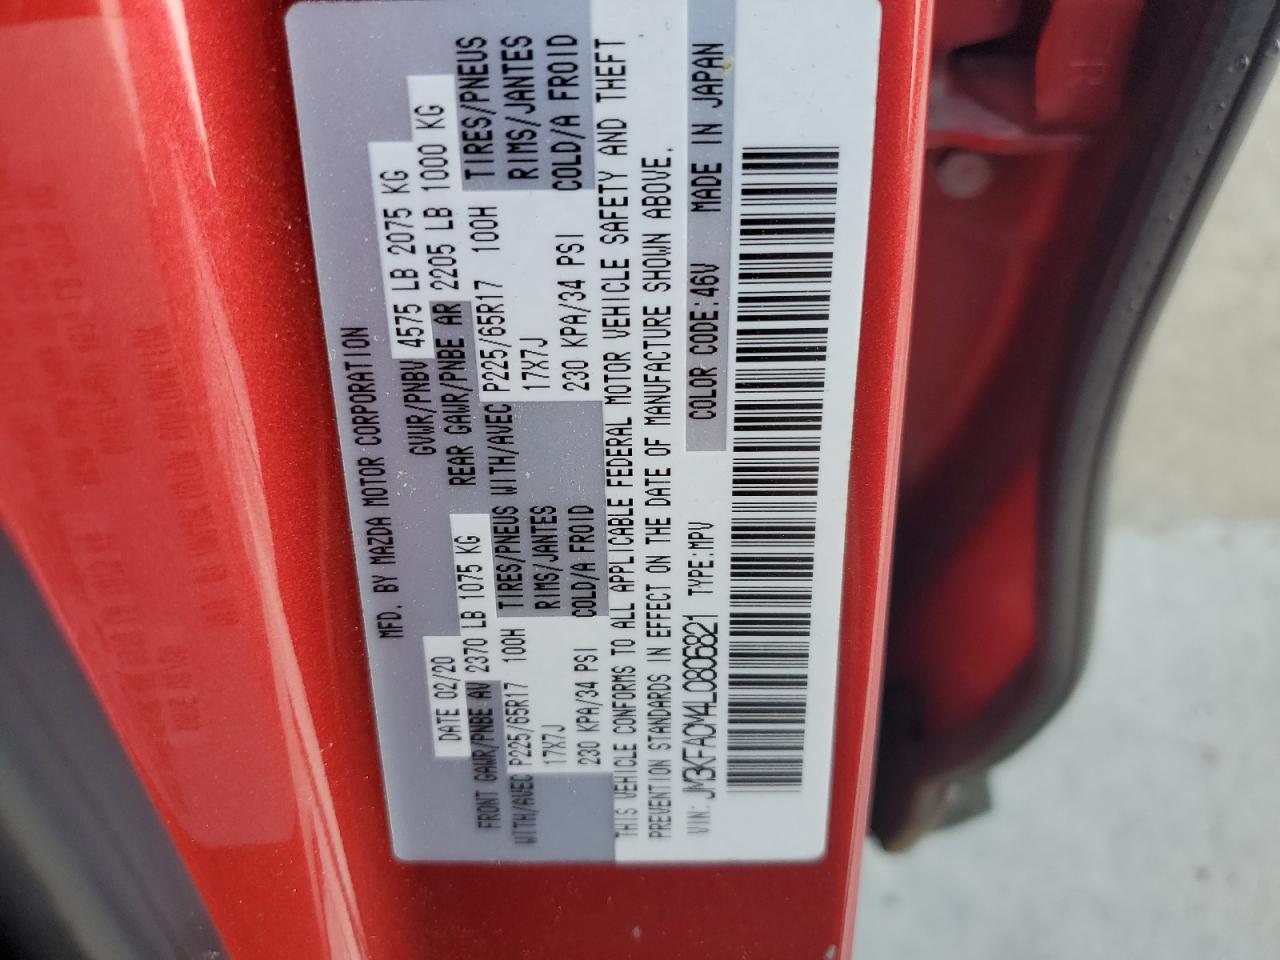 MFD. BY MAZDA MOTOR CORPORATION
DATE 02/20 GVWR/PNBV 4575 LB 2075 KG
FRONT GAWR/PNBE AV 2370 LB 1075 KG REAR GAWR/PNBE AR 2205 LB 1000 KG
WITH/AVEC P225/65R17 100H TIRES/PNEUS WITH/AVEC P225/65R17 100H TIRES/PNEUS
17X7J RIMS/JANTES 17X7J RIMS/JANTES
230 KPA/34 PSI COLD/A FROID 230 KPA/34 PSI COLD/A FROID
THIS VEHICLE CONFORMS TO ALL APPLICABLE FEDERAL MOTOR VEHICLE SAFETY AND THEFT
PREVENTION STANDARDS IN EFFECT ON THE DATE OF MANUFACTURE SHOWN ABOVE.
VIN: JM3KFACM4L0806821 TYPE:MPV COLOR CODE:46V MADE IN JAPAN